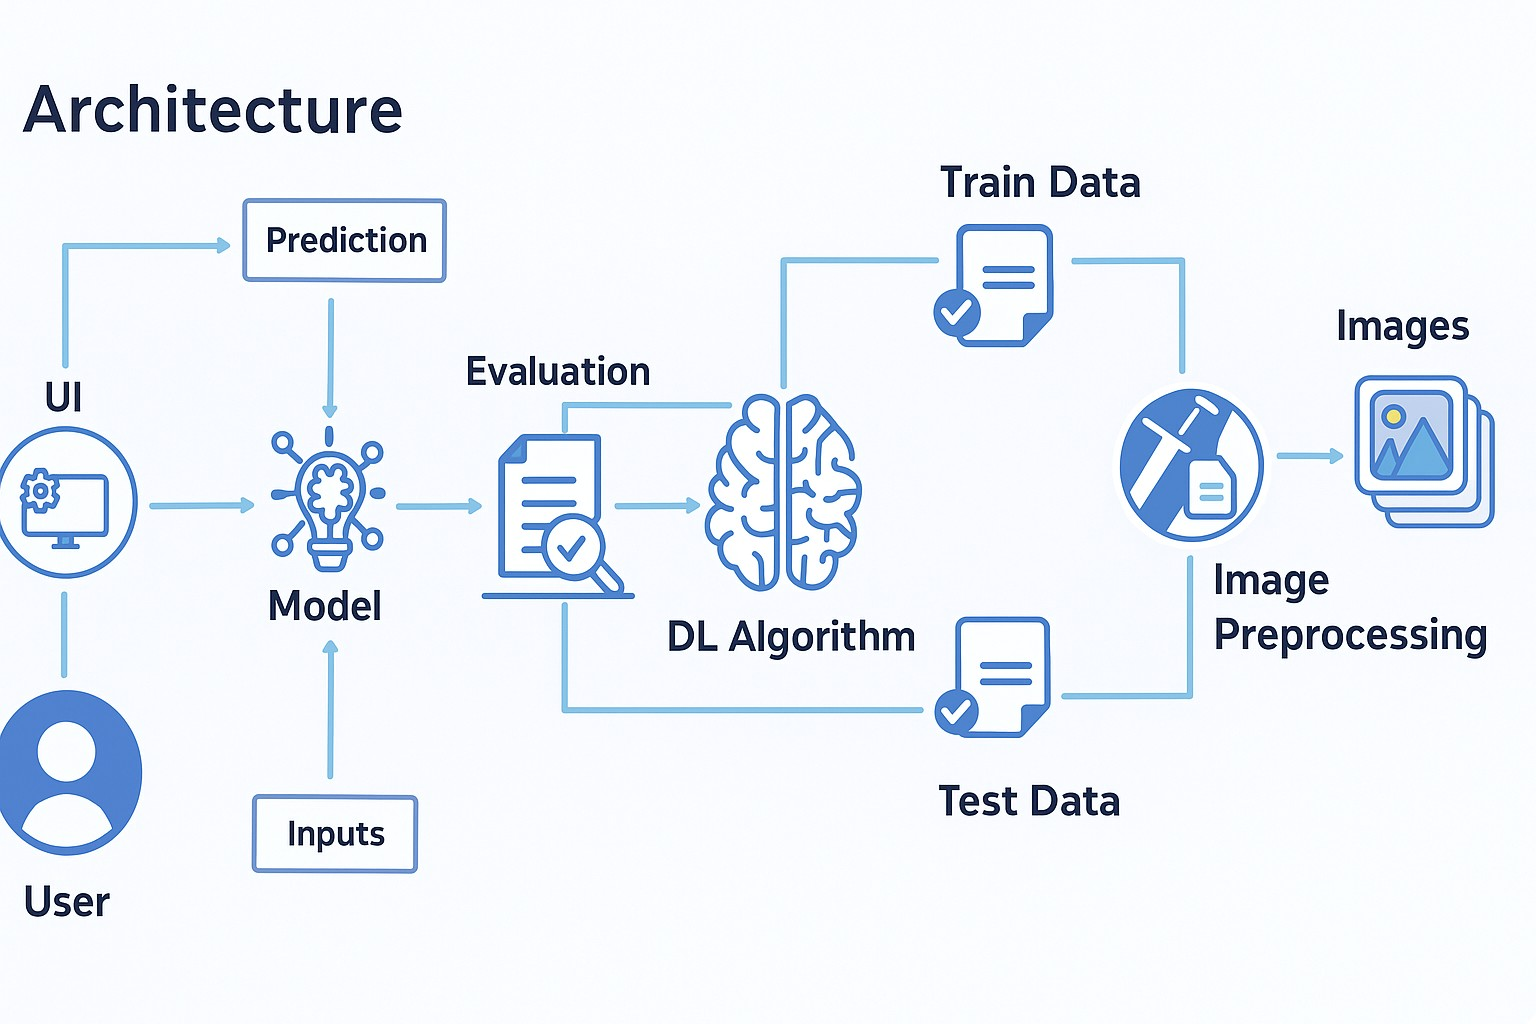 Architecture
Train Data
Prediction
Images
Evaluation
UI
Image
Preprocessing
Model
DL Algorithm
Test Data
Inputs
User